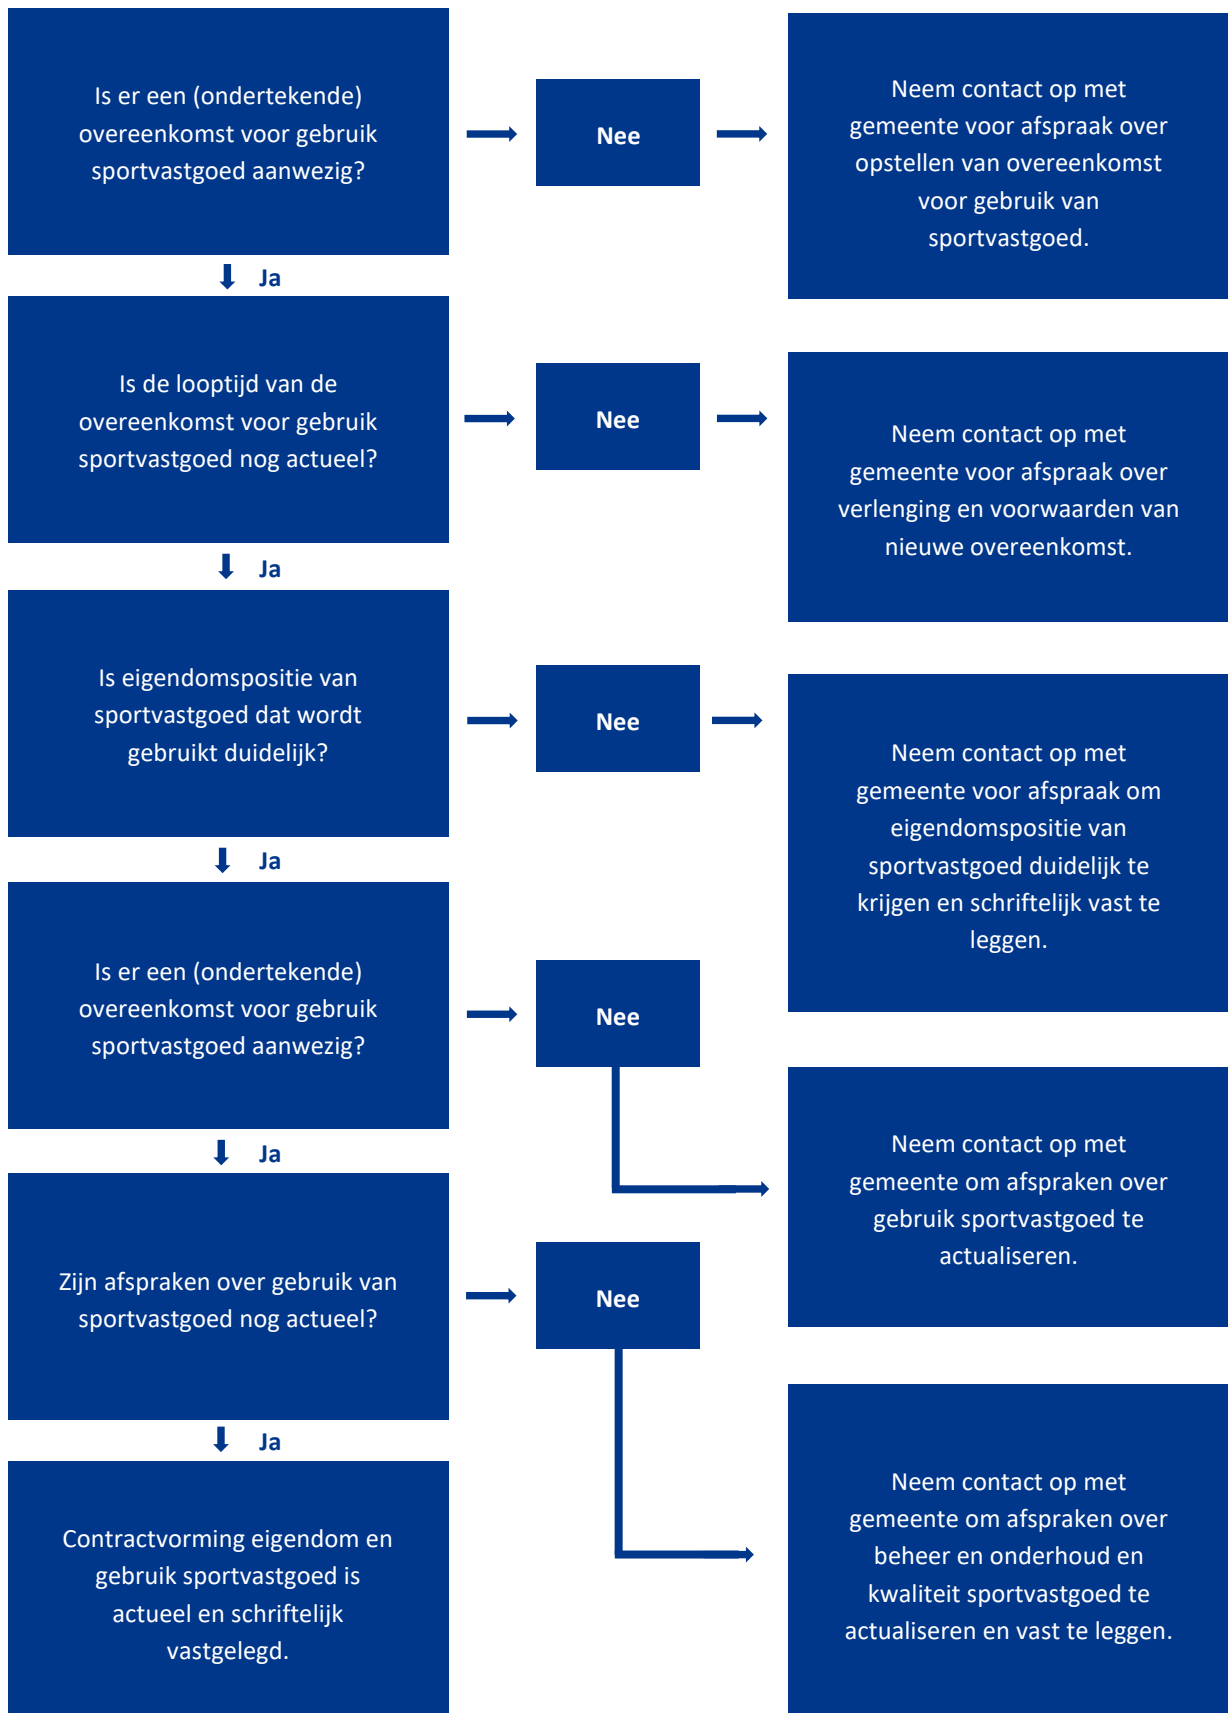 Is er een (ondertekende)
overeenkomst voor gebruik
sportvastgoed aanwezig?
Nee
Neem contact op met
gemeente voor afspraak over
opstellen van overeenkomst
voor gebruik van
sportvastgoed.
Ja
Is de looptijd van de
overeenkomst voor gebruik
sportvastgoed nog actueel?
Nee
Neem contact op met
gemeente voor afspraak over
verlenging en voorwaarden van
nieuwe overeenkomst.
Ja
Is eigendomspositie van
sportvastgoed dat wordt
gebruikt duidelijk?
Nee
Neem contact op met
gemeente voor afspraak om
eigendomspositie van
sportvastgoed duidelijk te
krijgen en schriftelijk vast te
leggen.
Ja
Is er een (ondertekende)
overeenkomst voor gebruik
sportvastgoed aanwezig?
Nee
Neem contact op met
gemeente om afspraken over
gebruik sportvastgoed te
actualiseren.
Ja
Zijn afspraken over gebruik van
sportvastgoed nog actueel?
Nee
Neem contact op met
gemeente om afspraken over
beheer en onderhoud en
kwaliteit sportvastgoed te
actualiseren en vast te leggen.
Ja
Contractvorming eigendom en
gebruik sportvastgoed is
actueel en schriftelijk
vastgelegd.